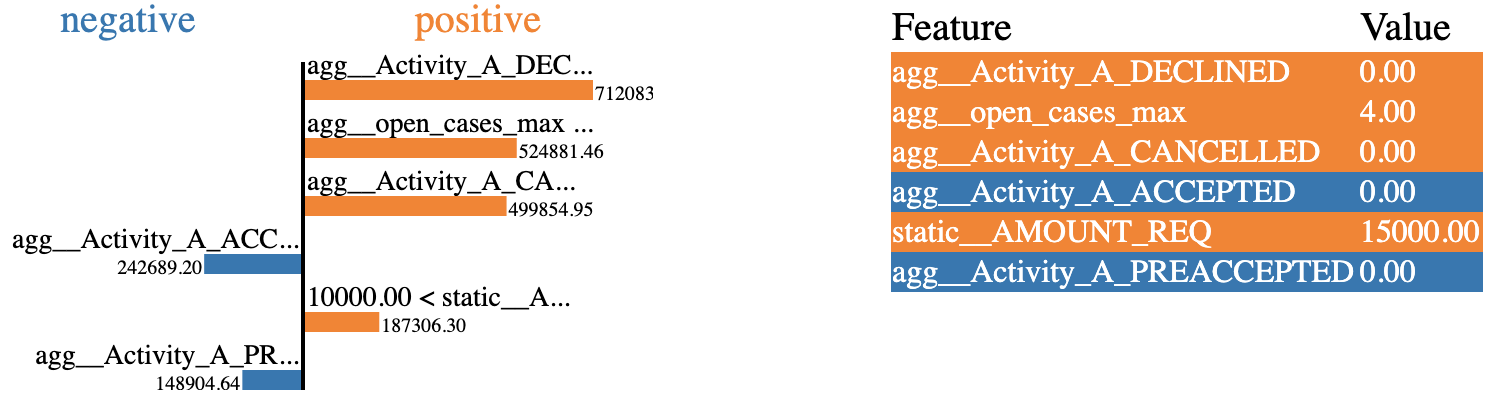 negative positive
agg__Activity_A_DEC...
712083
agg__open_cases_max ...
524881.46
agg__Activity_A_CA...
499854.95
agg__Activity_A_ACC...
242689.20
10000.00 < static__A...
187306.30
agg__Activity_A_PR...
148904.64
Feature Value
agg__Activity_A_DECLINED 0.00
agg__open_cases_max 4.00
agg__Activity_A_CANCELLED 0.00
agg__Activity_A_ACCEPTED 0.00
static__AMOUNT_REQ 15000.00
agg__Activity_A_PREACCEPTED 0.00